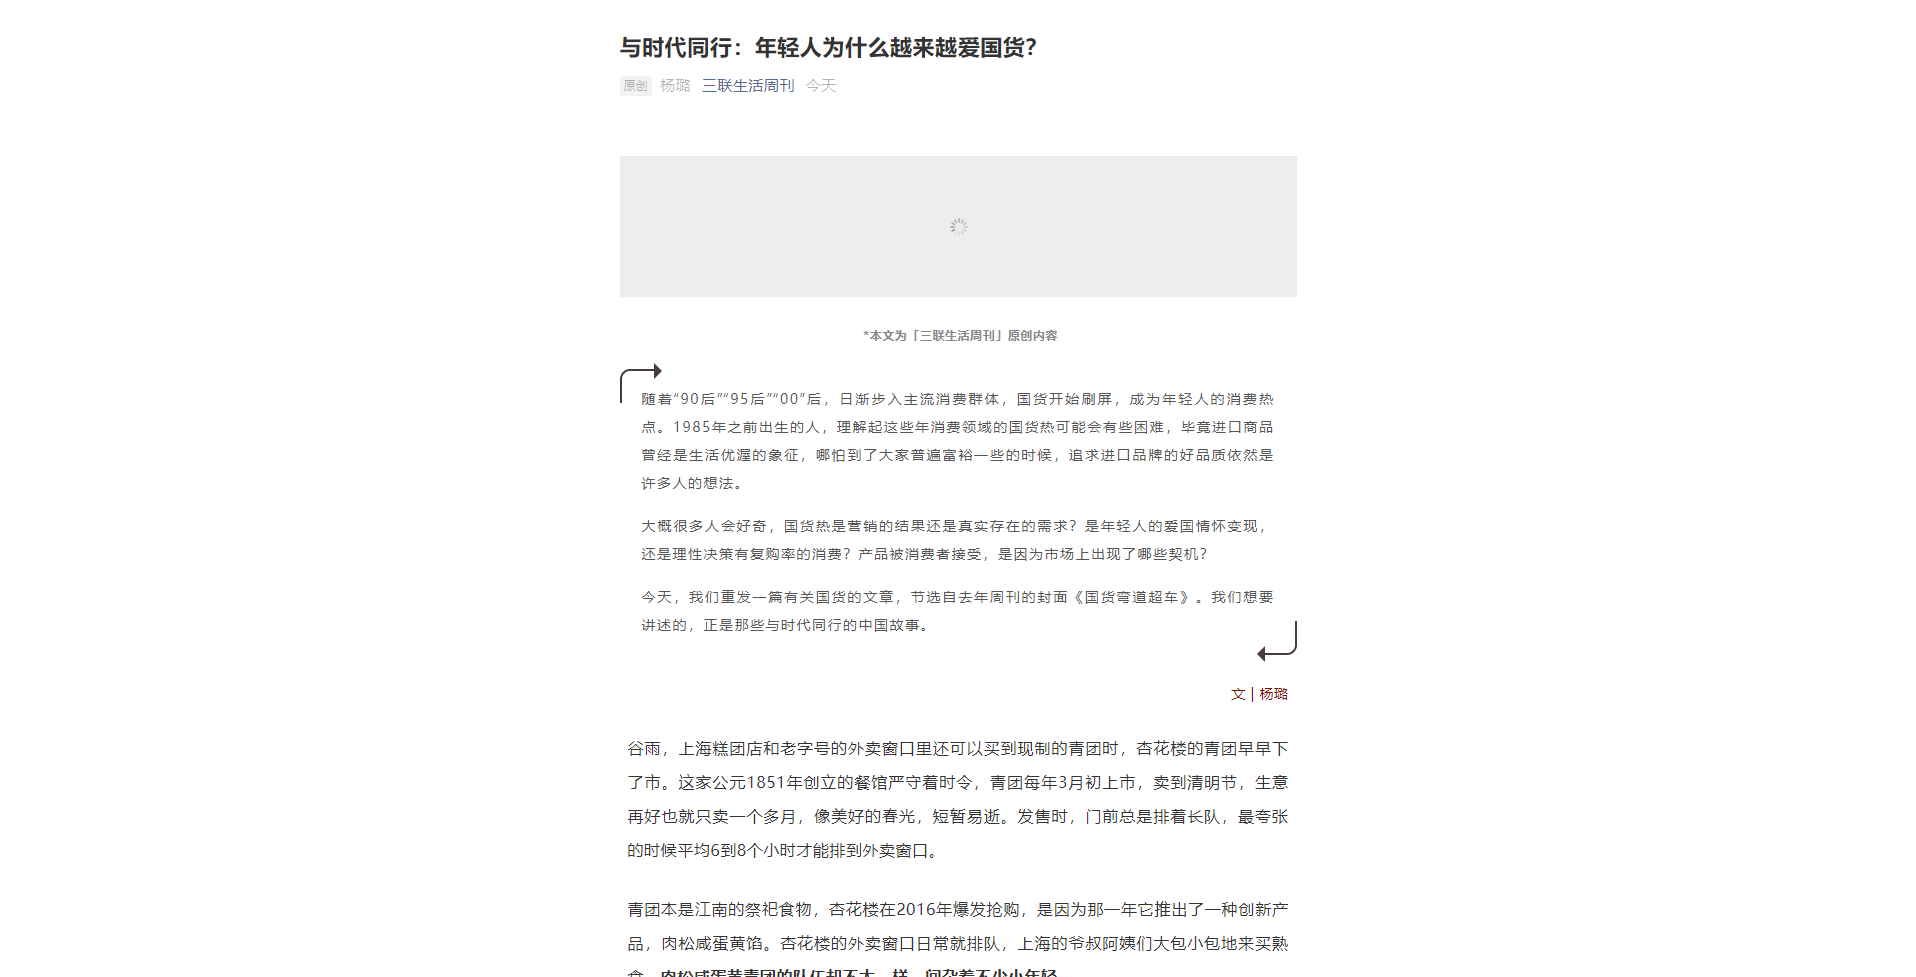 与时代同行：年轻人为什么越来越爱国货？
原创 杨璐 三联生活周刊 今天
*本文为「三联生活周刊」原创内容
随着“90后”“95后”“00”后，日渐步入主流消费群体，国货开始刷屏，成为年轻人的消费热
点。1985年之前出生的人，理解起这些年消费领域的国货热可能会有些困难，毕竟进口商品
曾经是生活优渥的象征，哪怕到了大家普遍富裕一些的时候，追求进口品牌的好品质依然是
许多人的想法。
大概很多人会好奇，国货热是营销的结果还是真实存在的需求？是年轻人的爱国情怀变现，
还是理性决策有复购率的消费？产品被消费者接受，是因为市场上出现了哪些契机？
今天，我们重发一篇有关国货的文章，节选自去年周刊的封面《国货弯道超车》。我们想要
讲述的，正是那些与时代同行的中国故事。
文 | 杨璐
谷雨，上海糕团店和老字号的外卖窗口里还可以买到现制的青团时，杏花楼的青团早早下
了市。这家公元1851年创立的餐馆严守着时令，青团每年3月初上市，卖到清明节，生意
再好也就只卖一个多月，像美好的春光，短暂易逝。发售时，门前总是排着长队，最夸张
的时候平均6到8个小时才能排到外卖窗口。
青团本是江南的祭祀食物，杏花楼在2016年爆发抢购，是因为那一年它推出了一种创新产
品，肉松咸蛋黄馅。杏花楼的外卖窗口日常就排队，上海的爷叔阿姨们大包小包地来买熟
食，肉松咸蛋黄青团的队伍却不太一样，间杂着不少小年轻。